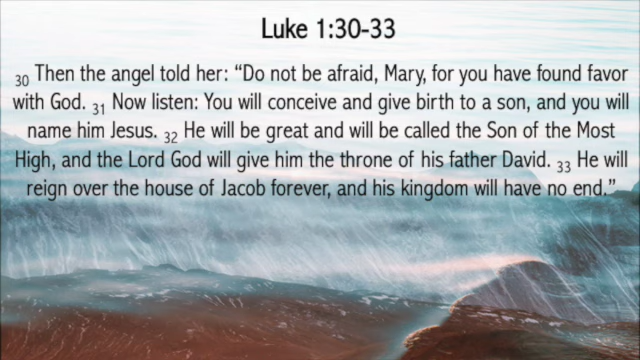 Luke 1:30-33
30 Then the angel told her: “Do not be afraid, Mary, for you have found favor
with God. 31 Now listen: You will conceive and give birth to a son, and you will
name him Jesus. 32 He will be great and will be called the Son of the Most
High, and the Lord God will give him the throne of his father David. 33 He will
reign over the house of Jacob forever, and his kingdom will have no end.”